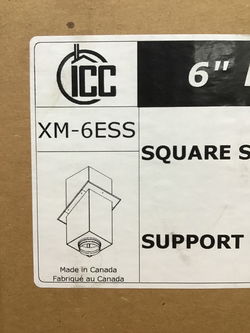 ICC
6"
XM-6ESS
SQUARE S
SUPPORT
Made in Canada
Fabriqué au Canada